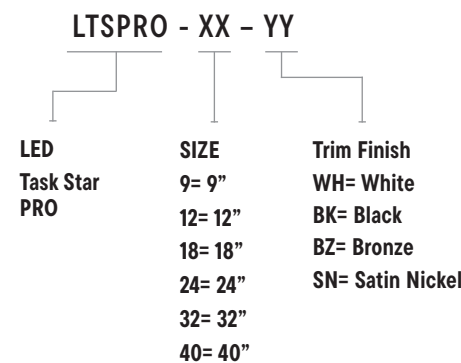 LTSPRO - XX – YY
LED
Task Star
PRO
SIZE
9= 9”
12= 12”
18= 18”
24= 24”
32= 32”
40= 40”
Trim Finish
WH= White
BK= Black
BZ= Bronze
SN= Satin Nickel